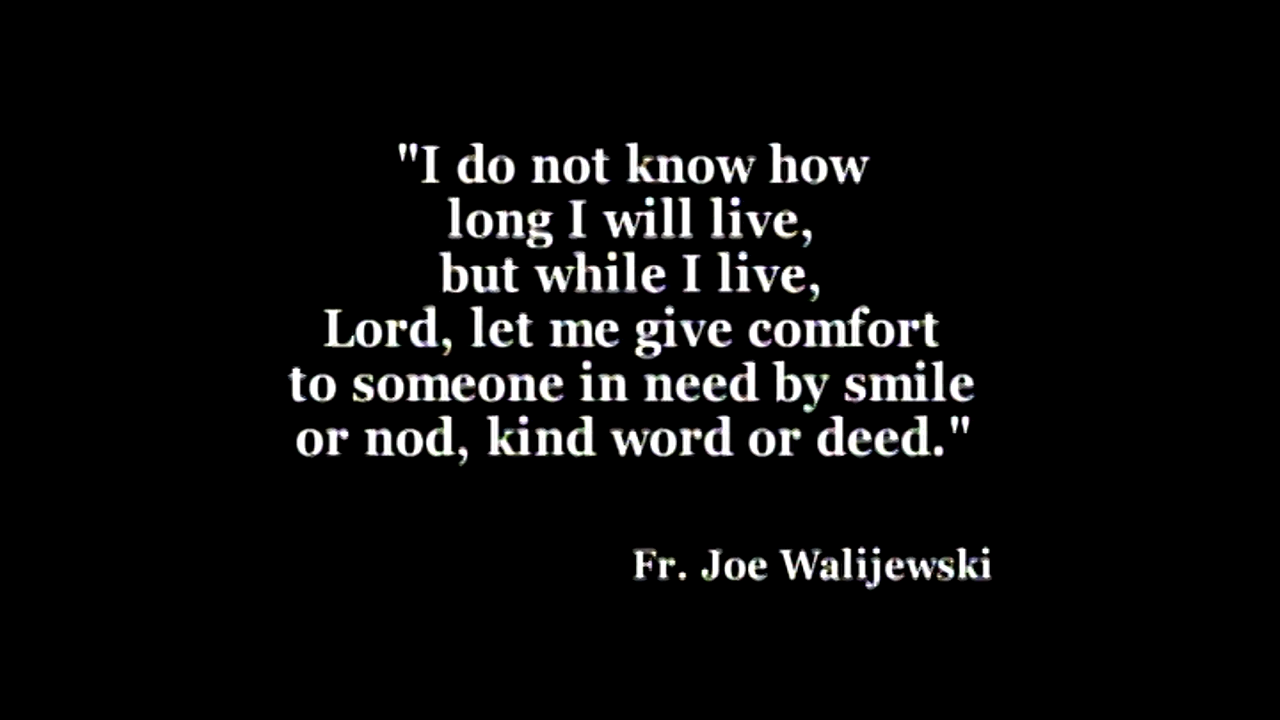 "I do not know how
long I will live,
but while I live,
Lord, let me give comfort
to someone in need by smile
or nod, kind word or deed."
Fr. Joe Walijewski